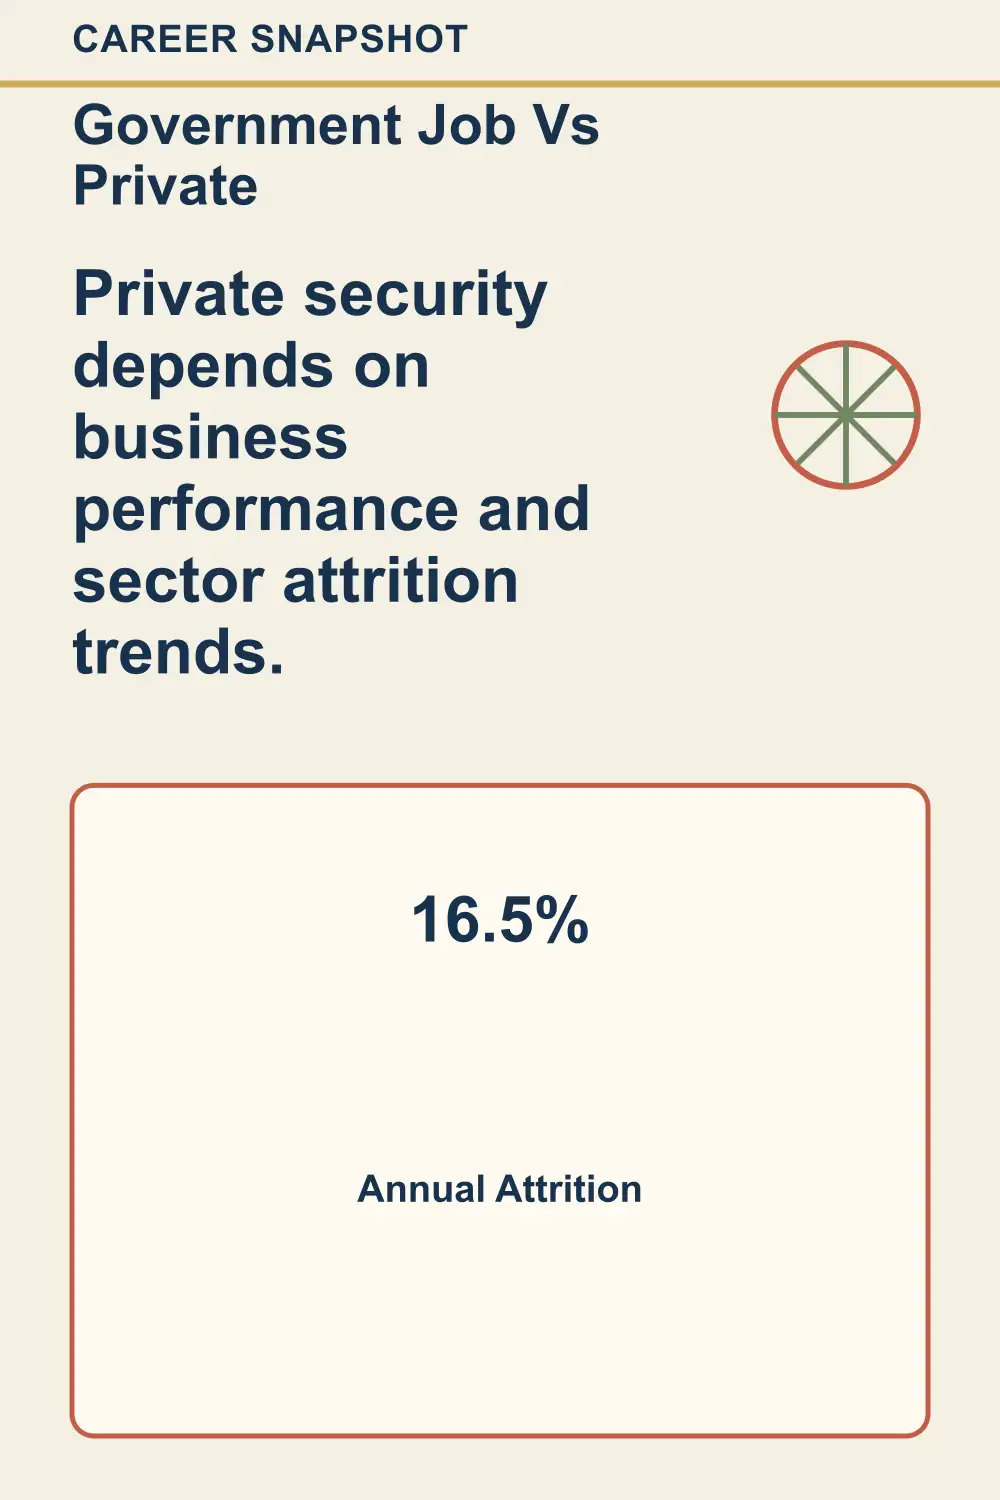 CAREER SNAPSHOT
Government Job Vs
Private
Private security
depends on
business
performance and
sector attrition
trends.
16.5%
Annual Attrition